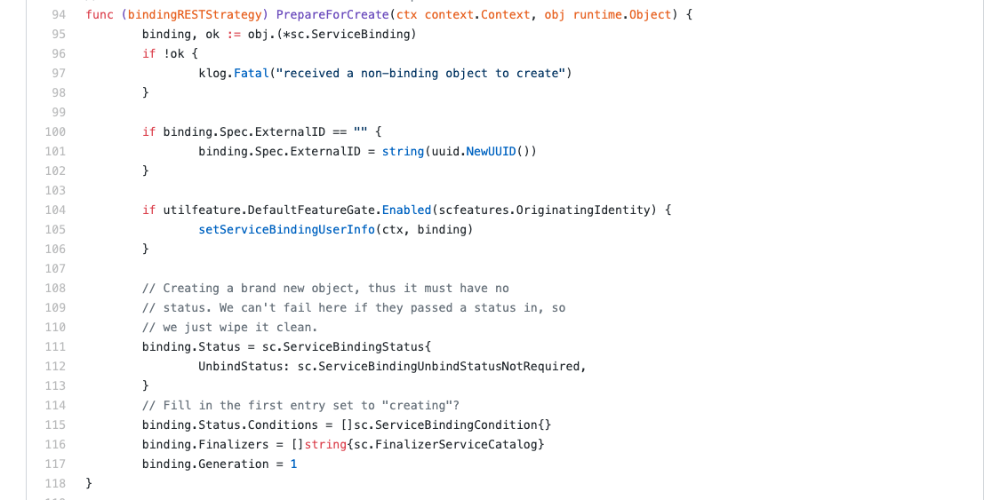 94 func (bindingRESTStrategy) PrepareForCreate(ctx context.Context, obj runtime.Object) {
95 binding, ok := obj.(*sc.ServiceBinding)
96 if !ok {
97 klog.Fatal("received a non-binding object to create")
98 }
99
100 if binding.Spec.ExternalID == "" {
101 binding.Spec.ExternalID = string(uuid.NewUUID())
102 }
103
104 if utilfeature.DefaultFeatureGate.Enabled(scfeatures.OriginatingIdentity) {
105 setServiceBindingUserInfo(ctx, binding)
106 }
107
108 // Creating a brand new object, thus it must have no
109 // status. We can't fail here if they passed a status in, so
110 // we just wipe it clean.
111 binding.Status = sc.ServiceBindingStatus{
112 UnbindStatus: sc.ServiceBindingUnbindStatusNotRequired,
113 }
114 // Fill in the first entry set to "creating"?
115 binding.Status.Conditions = []sc.ServiceBindingCondition{}
116 binding.Finalizers = []string{sc.FinalizerServiceCatalog}
117 binding.Generation = 1
118 }